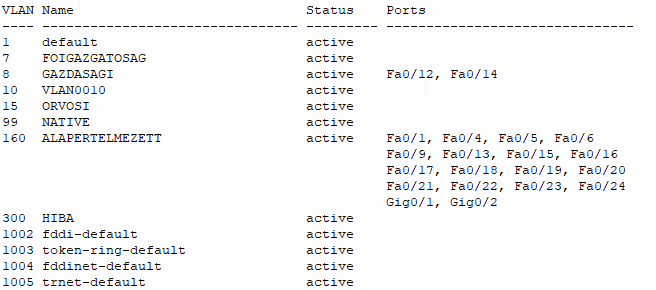 VLAN Name                             Status    Ports
---- -------------------------------- --------- -------------------------------
1    default                          active
7    FOIGAZGATOSAG                    active
8    GAZDASAGI                        active    Fa0/12, Fa0/14
10   VLAN0010                         active
15   ORVOSI                           active
99   NATIVE                           active
160  ALAPERTELMEZETT                  active    Fa0/1, Fa0/4, Fa0/5, Fa0/6
                                                Fa0/9, Fa0/13, Fa0/15, Fa0/16
                                                Fa0/17, Fa0/18, Fa0/19, Fa0/20
                                                Fa0/21, Fa0/22, Fa0/23, Fa0/24
                                                Gig0/1, Gig0/2
300  HIBA                             active
1002 fddi-default                     active
1003 token-ring-default               active
1004 fddinet-default                  active
1005 trnet-default                    active